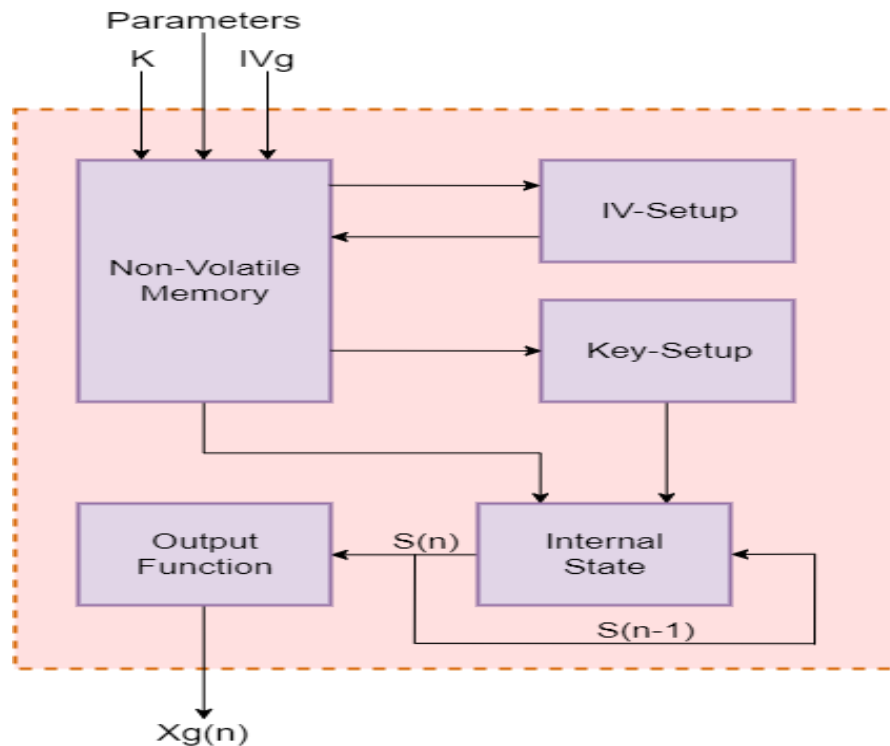 Parameters
K
IVg
Non-Volatile
Memory
IV-Setup
Key-Setup
Output
Function
S(n)
Internal
State
S(n-1)
Xg(n)